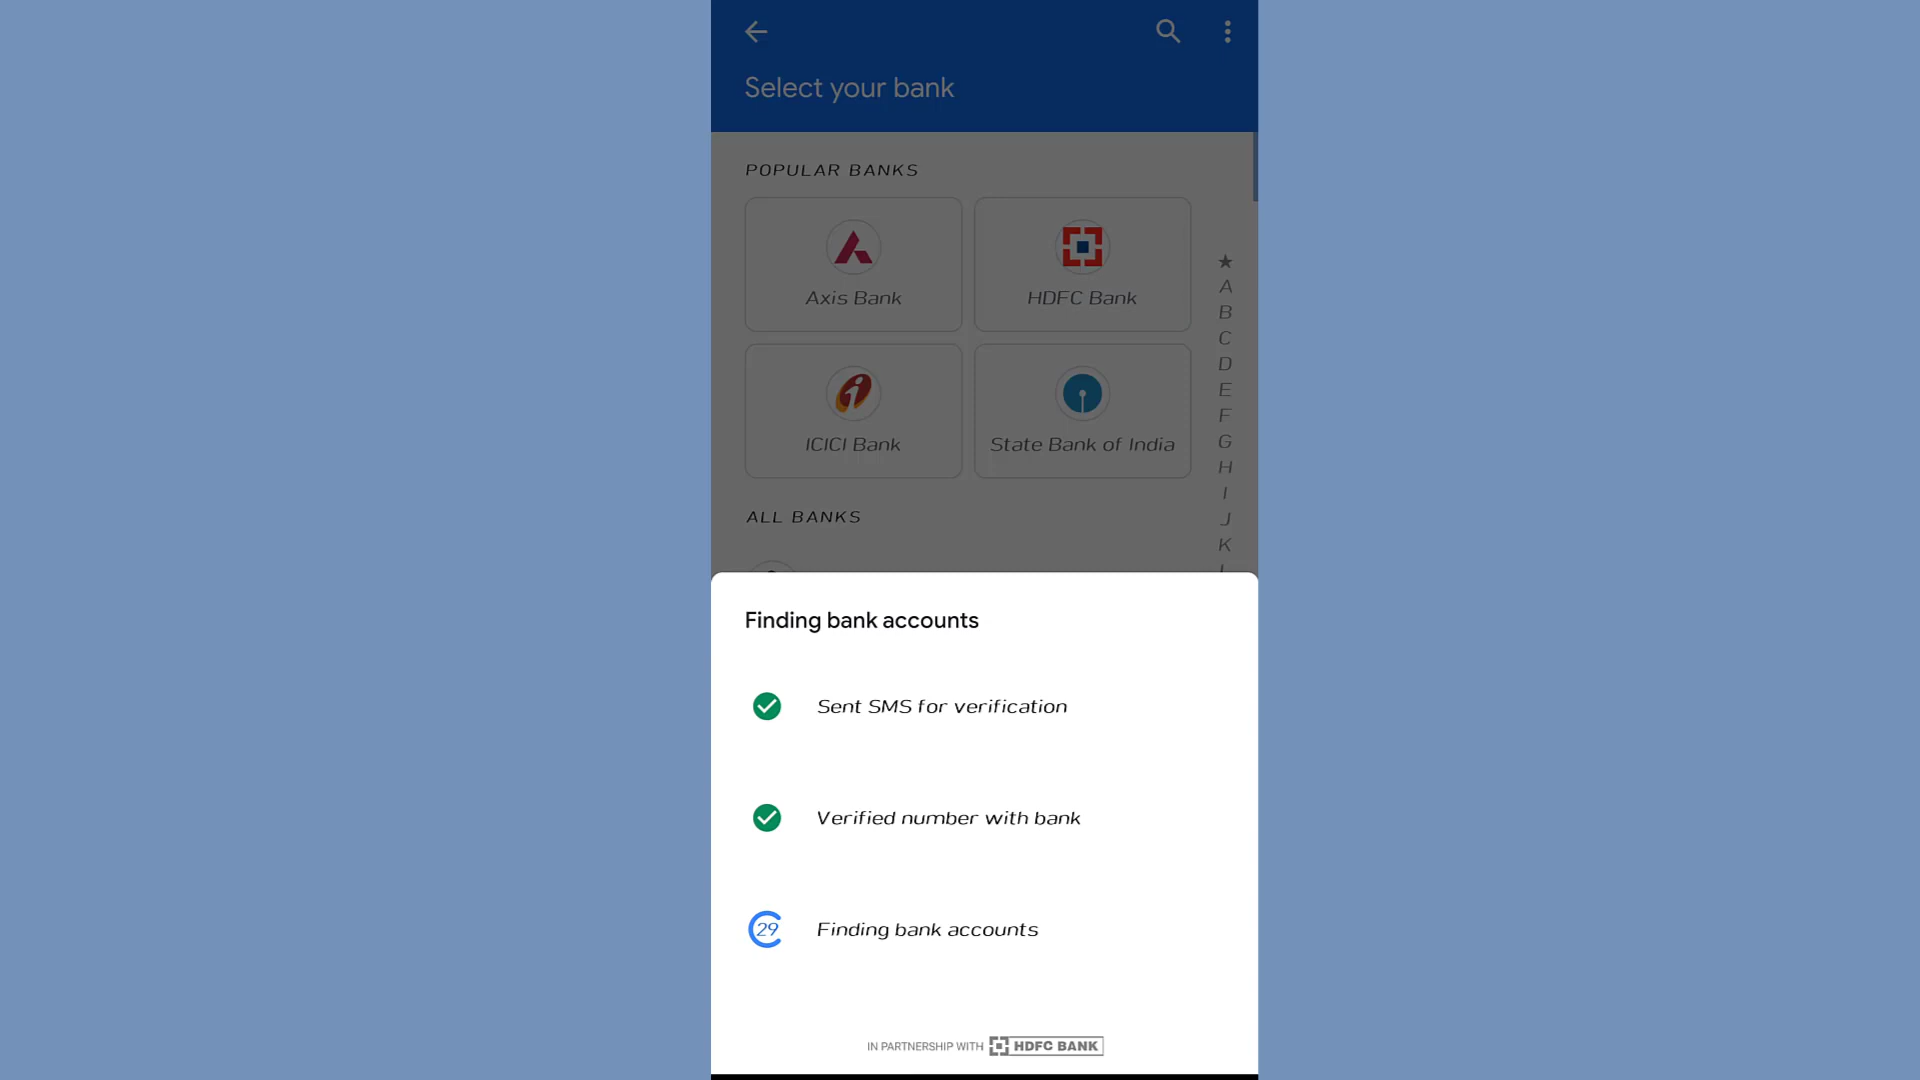 Select your bank
POPULAR BANKS
Axis Bank
HDFC Bank
ICICI Bank
State Bank of India
ALL BANKS
★
A
B
C
D
E
F
G
H
I
J
K
Finding bank accounts
Sent SMS for verification
Verified number with bank
29 Finding bank accounts
IN PARTNERSHIP WITH HDFC BANK